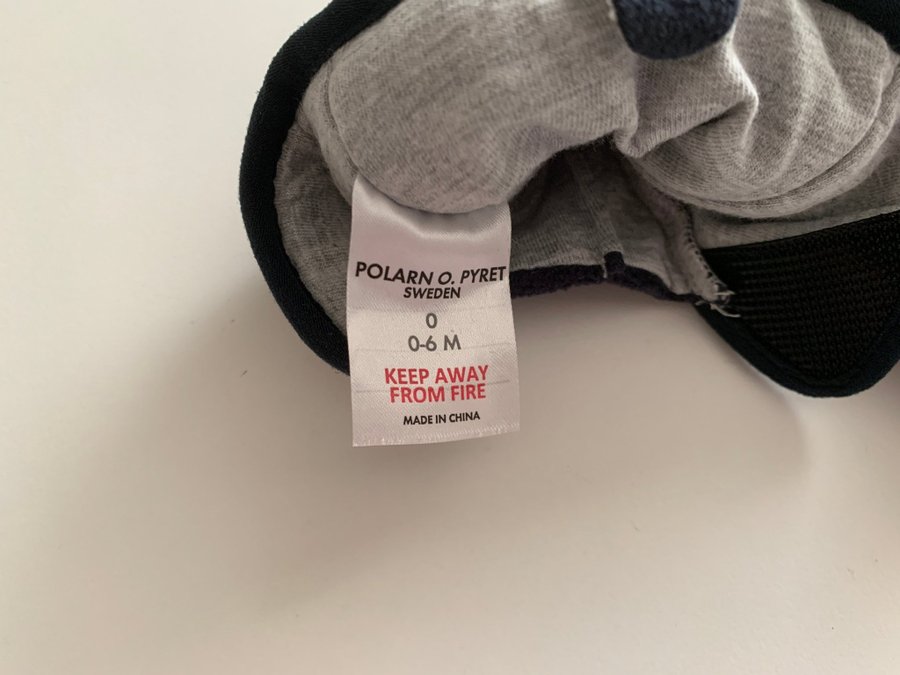 POLARN O. PYRET
SWEDEN
0
0-6 M
KEEP AWAY
FROM FIRE
MADE IN CHINA